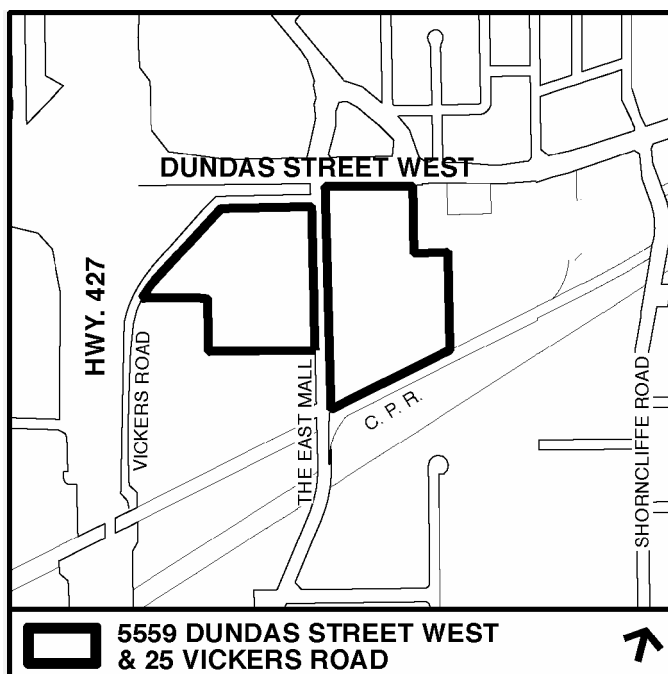 DUNDAS STREET WEST
HWY. 427
VICKERS ROAD
THE EAST MALL
C. P. R.
SHORNCLIFFE ROAD
5559 DUNDAS STREET WEST
& 25 VICKERS ROAD